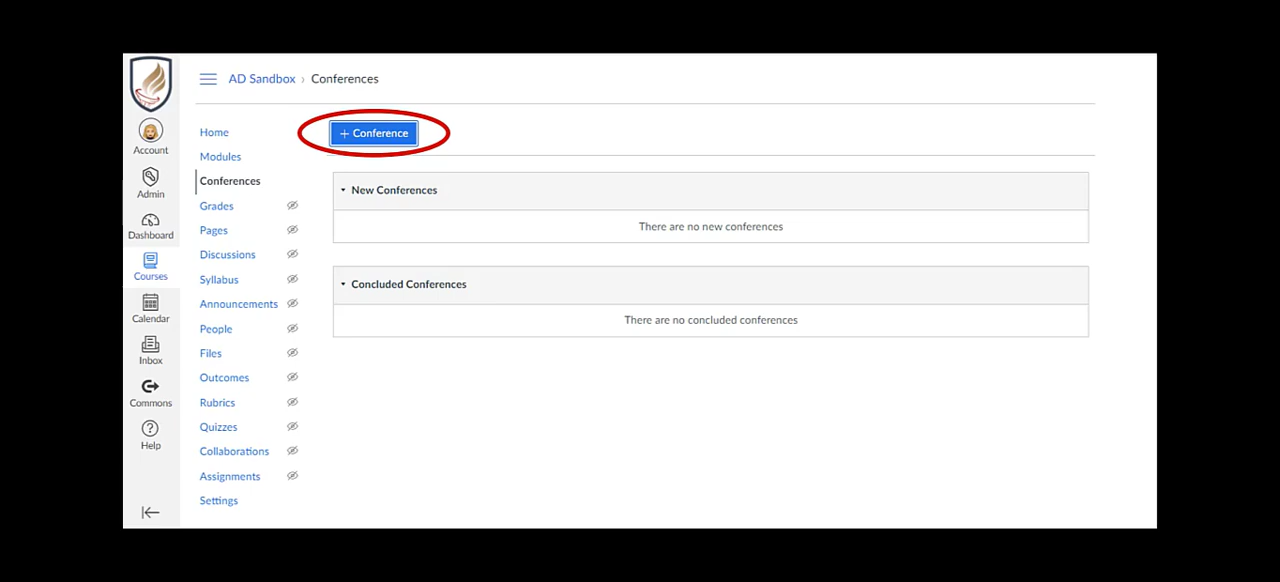 AD Sandbox › Conferences
Account
Admin
Dashboard
Courses
Calendar
Inbox
Commons
Help
Home
Modules
Conferences
Grades
Pages
Discussions
Syllabus
Announcements
People
Files
Outcomes
Rubrics
Quizzes
Collaborations
Assignments
Settings
+ Conference
New Conferences
There are no new conferences
Concluded Conferences
There are no concluded conferences